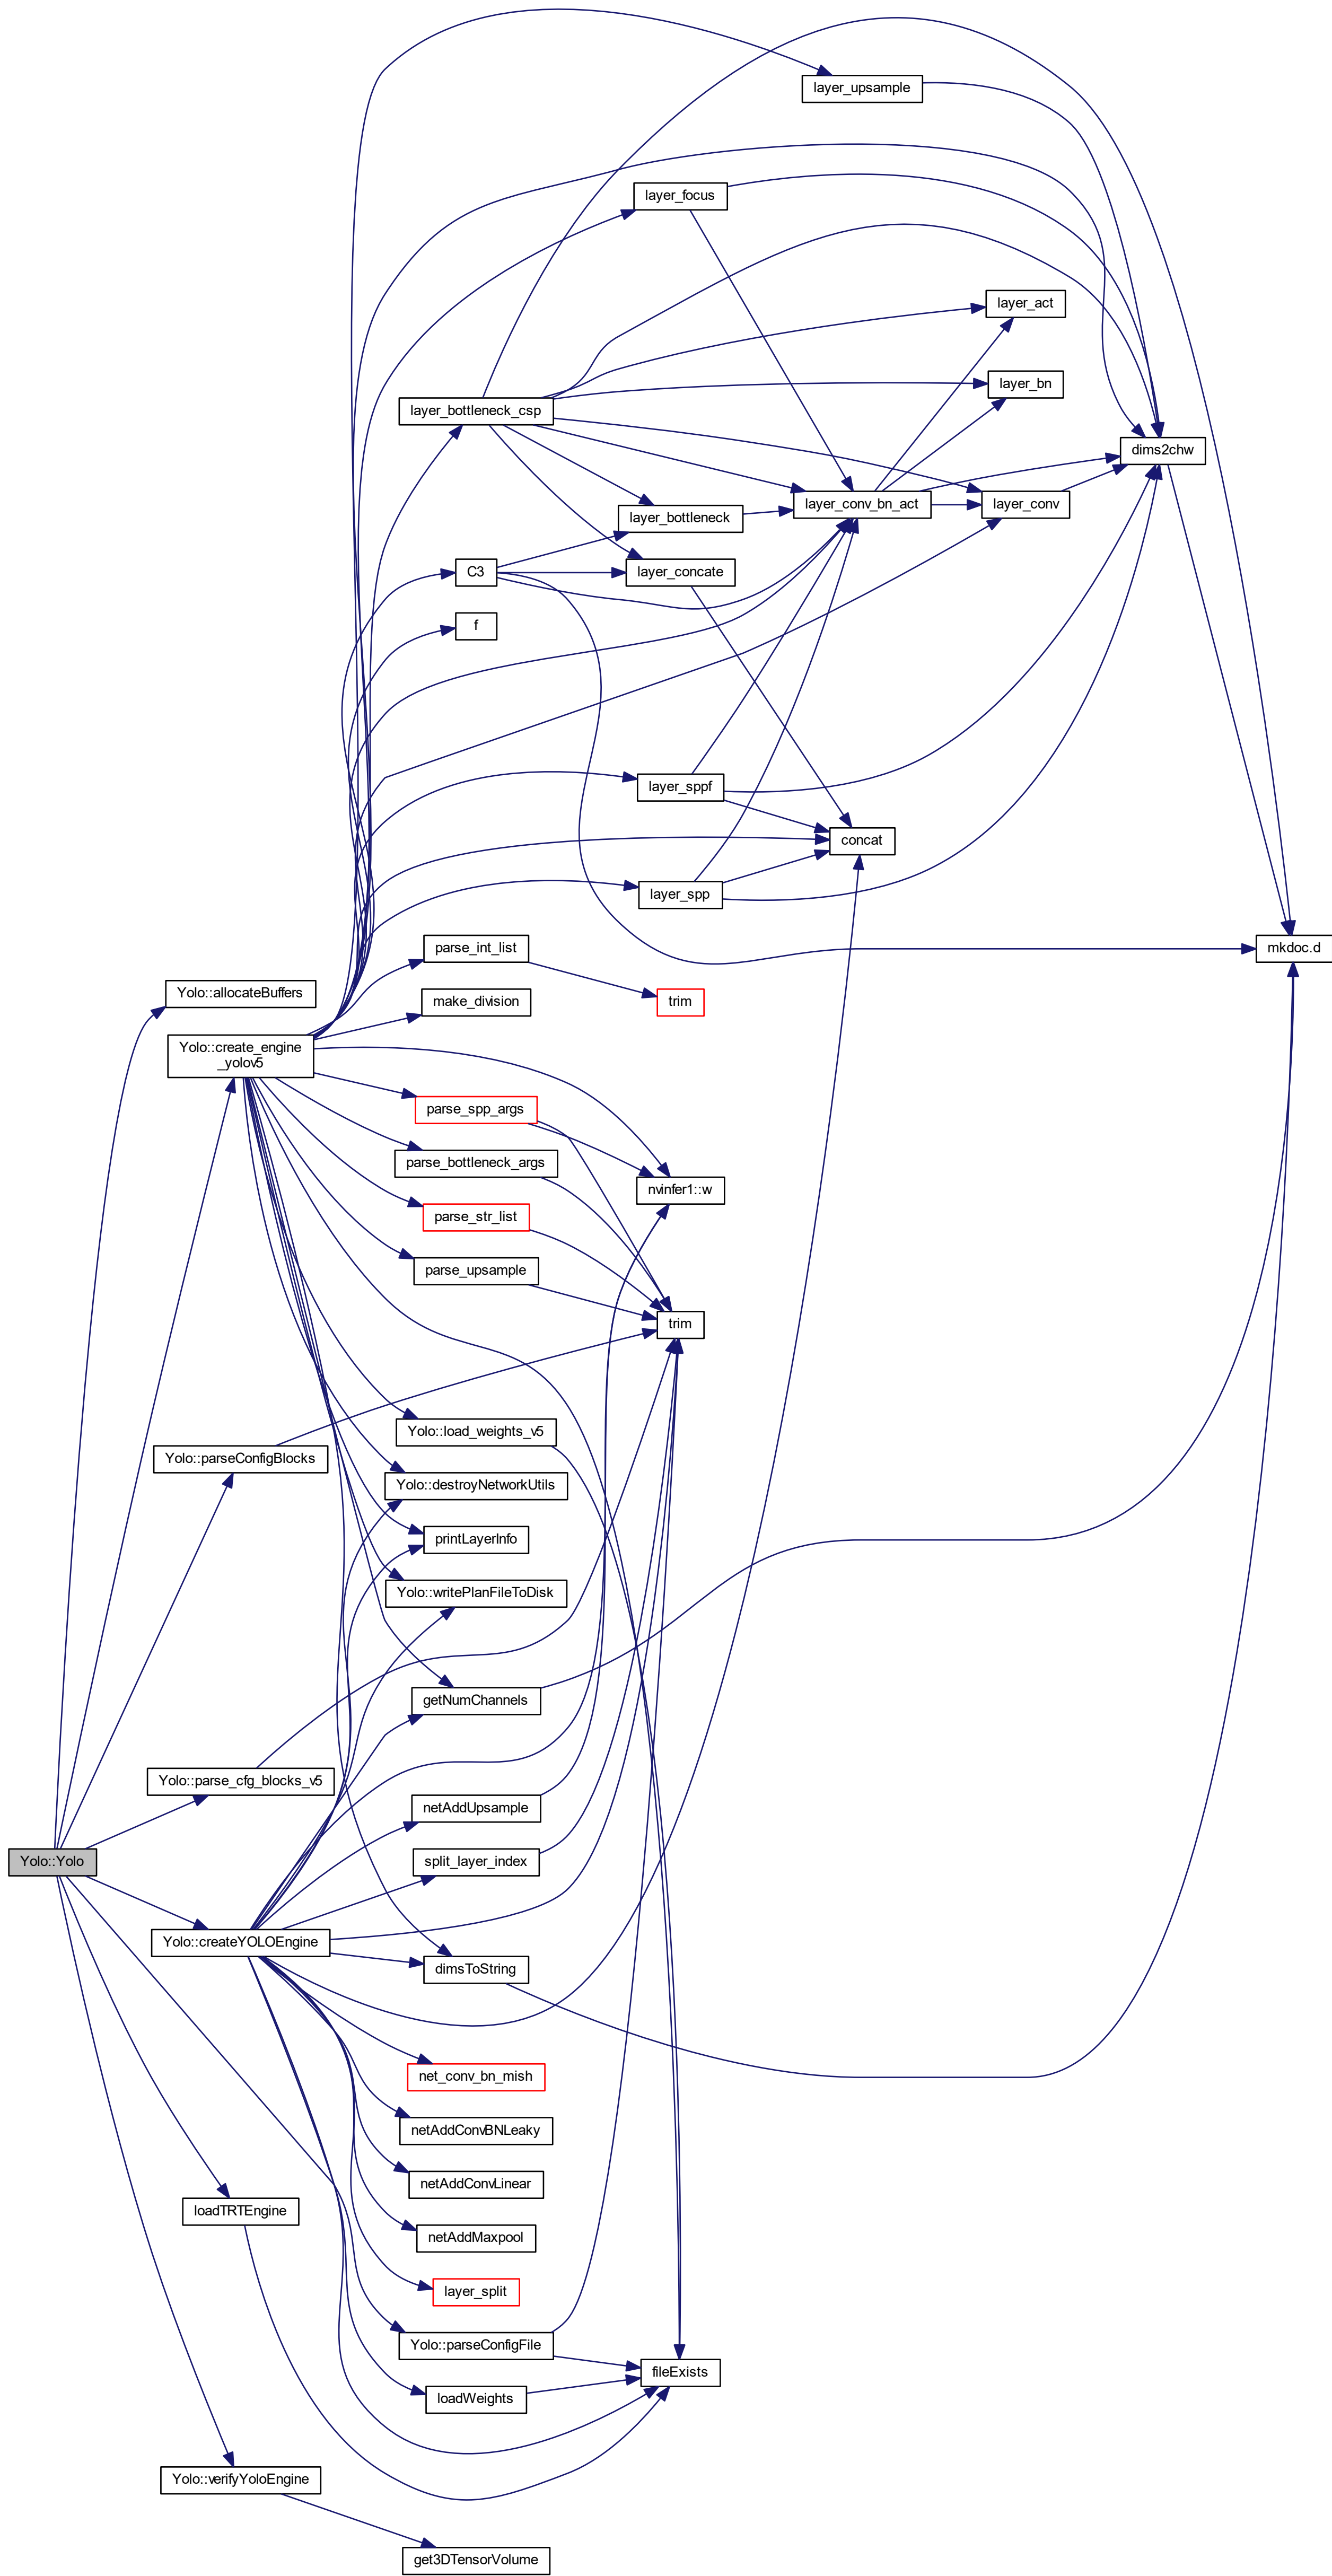 layer_upsample
layer_focus
layer_act
layer_bn
layer_bottleneck_csp
dims2chw
layer_conv_bn_act
layer_conv
layer_bottleneck
C3
layer_concate
f
layer_sppf
concat
layer_spp
parse_int_list
mkdoc.d
Yolo::allocateBuffers
make_division
trim
Yolo::create_engine
_yolov5
parse_spp_args
parse_bottleneck_args
nvinfer1::w
parse_str_list
parse_upsample
trim
Yolo::load_weights_v5
Yolo::parseConfigBlocks
Yolo::destroyNetworkUtils
printLayerInfo
Yolo::writePlanFileToDisk
getNumChannels
Yolo::parse_cfg_blocks_v5
netAddUpsample
Yolo::Yolo
split_layer_index
Yolo::createYOLOEngine
dimsToString
net_conv_bn_mish
netAddConvBNLeaky
netAddConvLinear
loadTRTEngine
netAddMaxpool
layer_split
Yolo::parseConfigFile
fileExists
loadWeights
Yolo::verifyYoloEngine
get3DTensorVolume